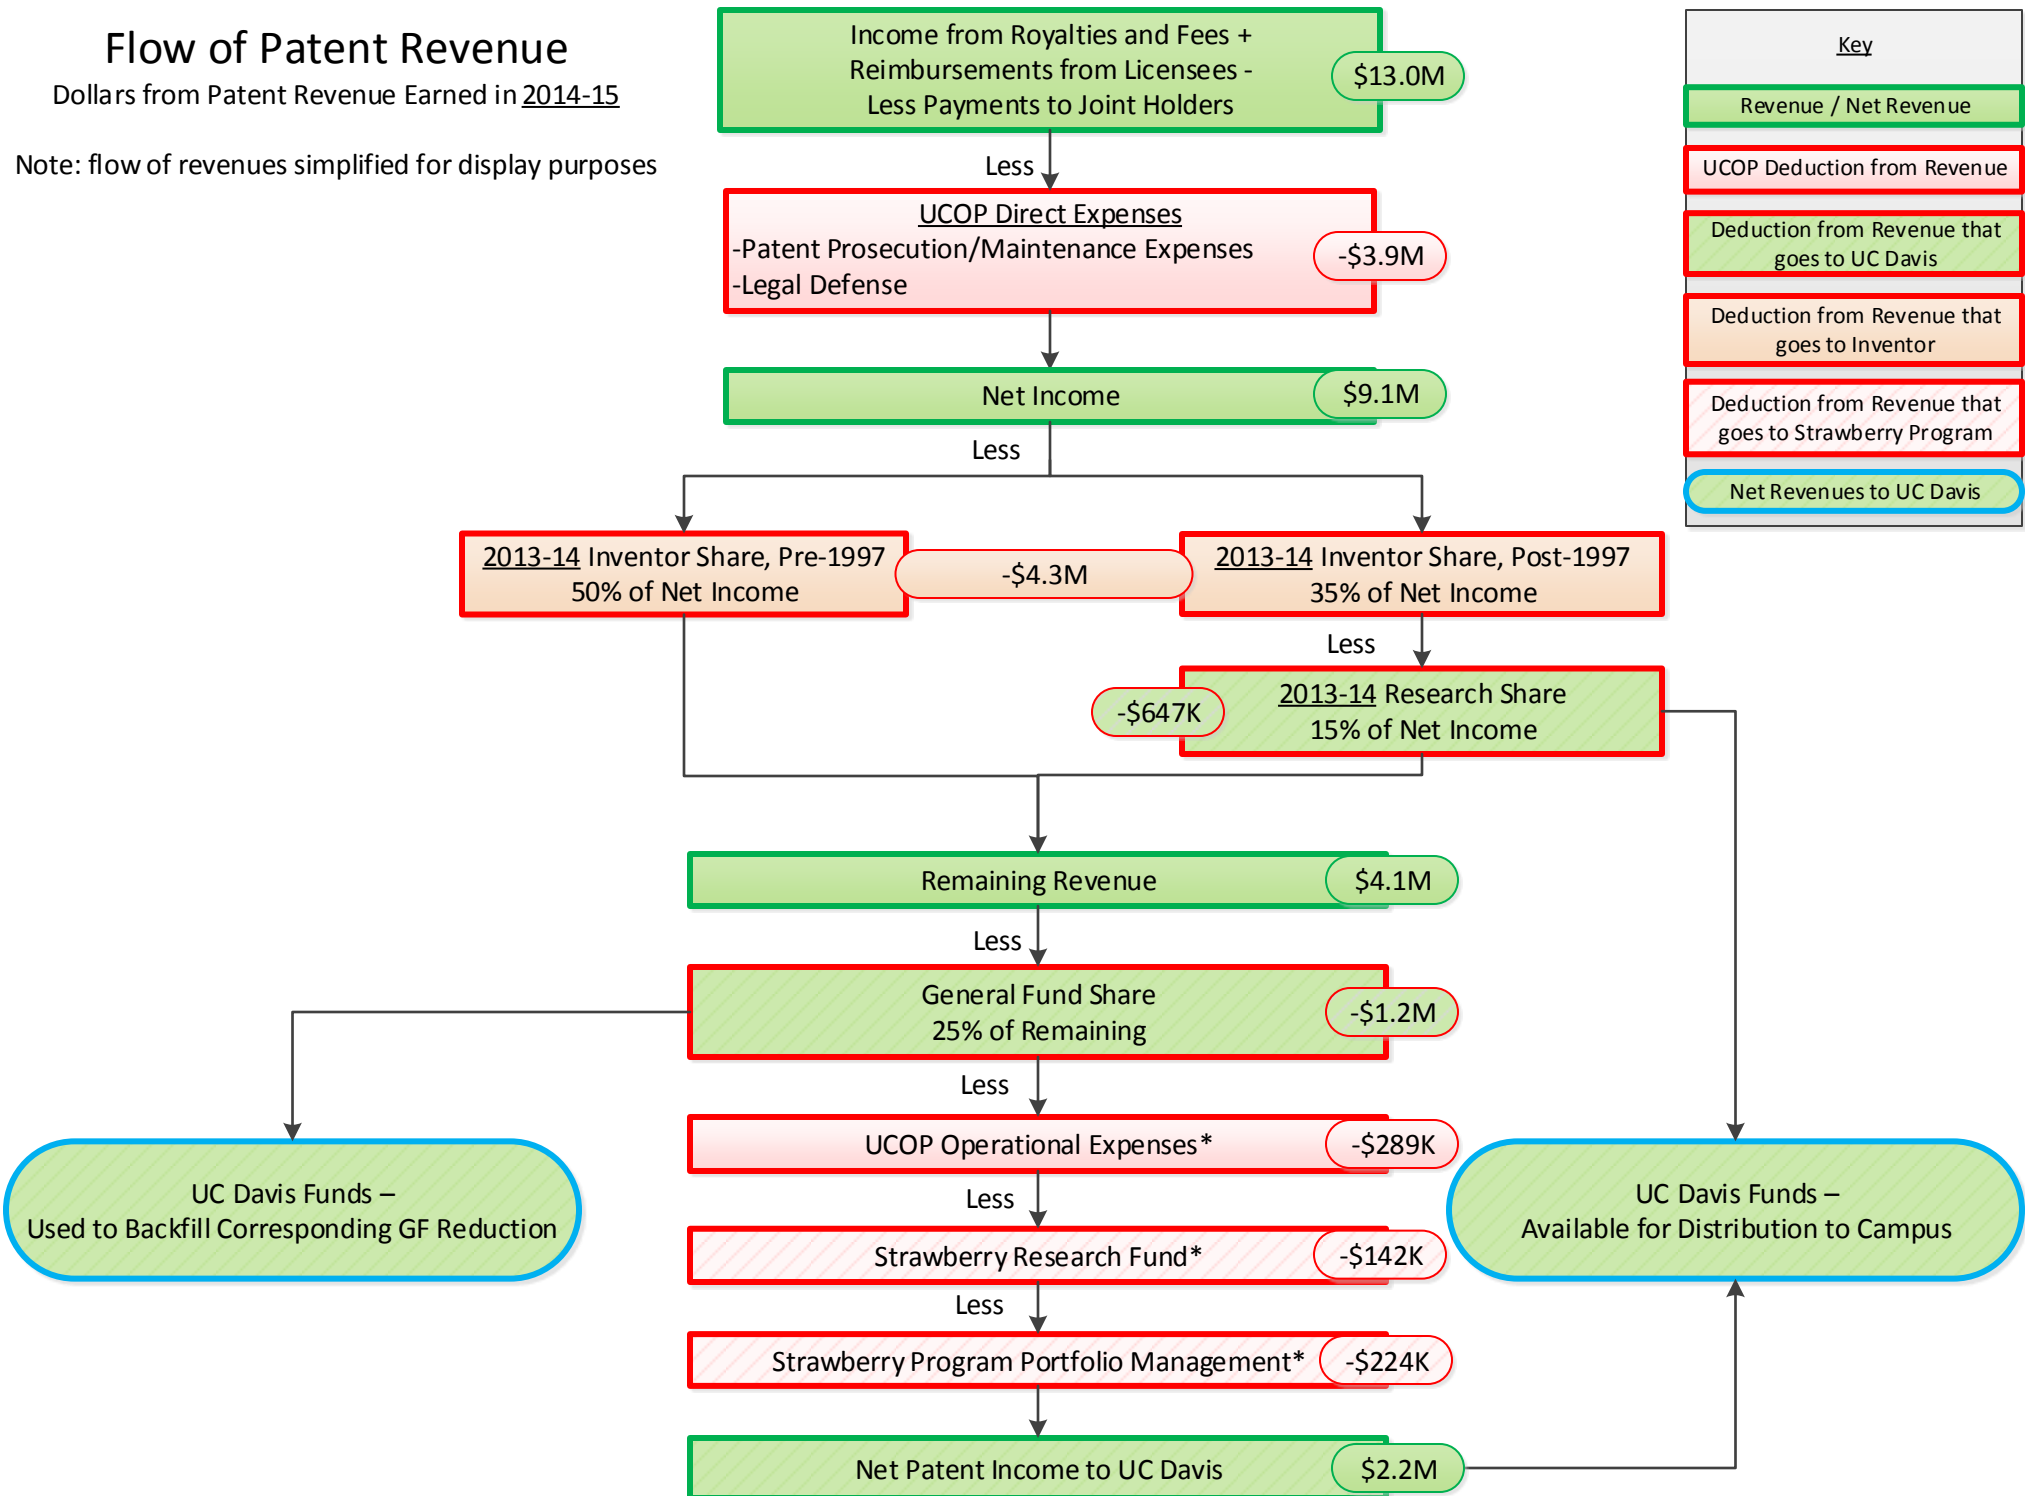 Flow of Patent Revenue
Dollars from Patent Revenue Earned in 2014-15
Note: flow of revenues simplified for display purposes
Income from Royalties and Fees +
Reimbursements from Licensees -
Less Payments to Joint Holders
$13.0M
Less
UCOP Direct Expenses
-Patent Prosecution/Maintenance Expenses
-Legal Defense
-$3.9M
Net Income
$9.1M
Less
2013-14 Inventor Share, Pre-1997
50% of Net Income
-$4.3M
2013-14 Inventor Share, Post-1997
35% of Net Income
Less
-$647K
2013-14 Research Share
15% of Net Income
Remaining Revenue
$4.1M
Less
General Fund Share
25% of Remaining
-$1.2M
Less
UCOP Operational Expenses*
-$289K
Less
Strawberry Research Fund*
-$142K
Less
Strawberry Program Portfolio Management*
-$224K
Net Patent Income to UC Davis
$2.2M
UC Davis Funds –
Used to Backfill Corresponding GF Reduction
UC Davis Funds –
Available for Distribution to Campus
Key
Revenue / Net Revenue
UCOP Deduction from Revenue
Deduction from Revenue that
goes to UC Davis
Deduction from Revenue that
goes to Inventor
Deduction from Revenue that
goes to Strawberry Program
Net Revenues to UC Davis